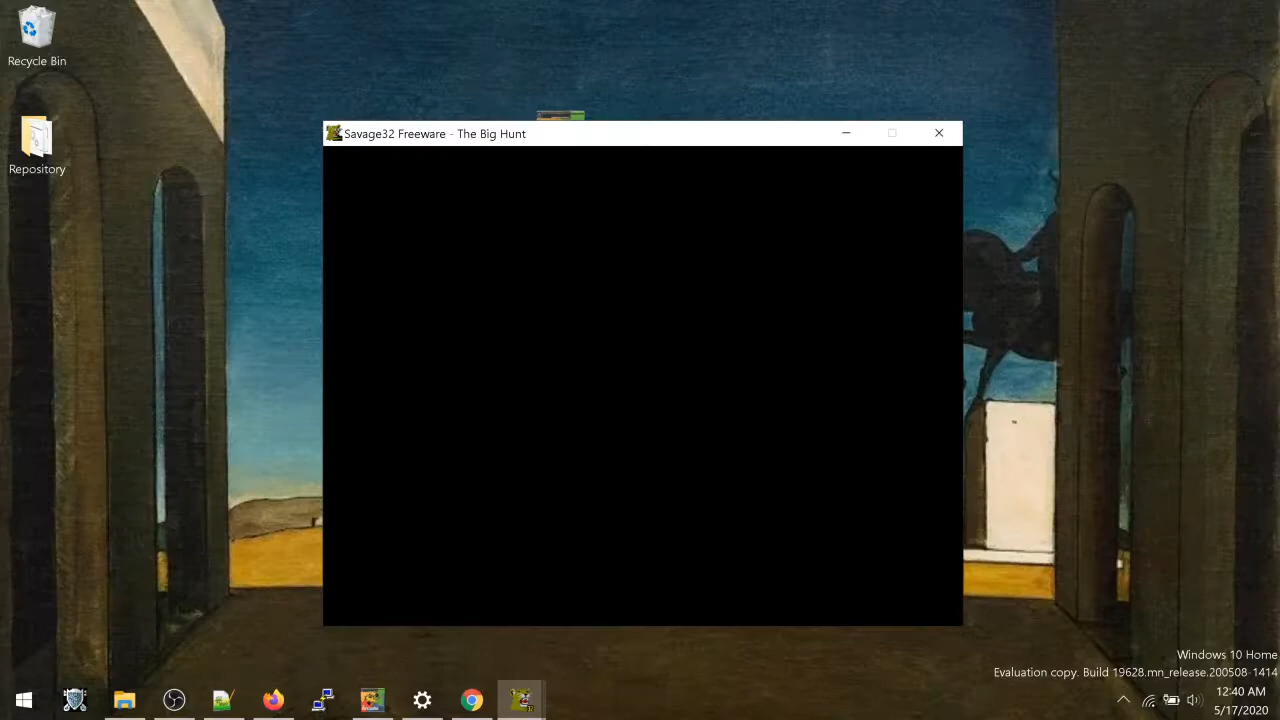 Recycle Bin
Repository
Savage32 Freeware - The Big Hunt
Windows 10 Home
Evaluation copy. Build 19628.mn_release.200508-1414
12:40 AM
5/17/2020